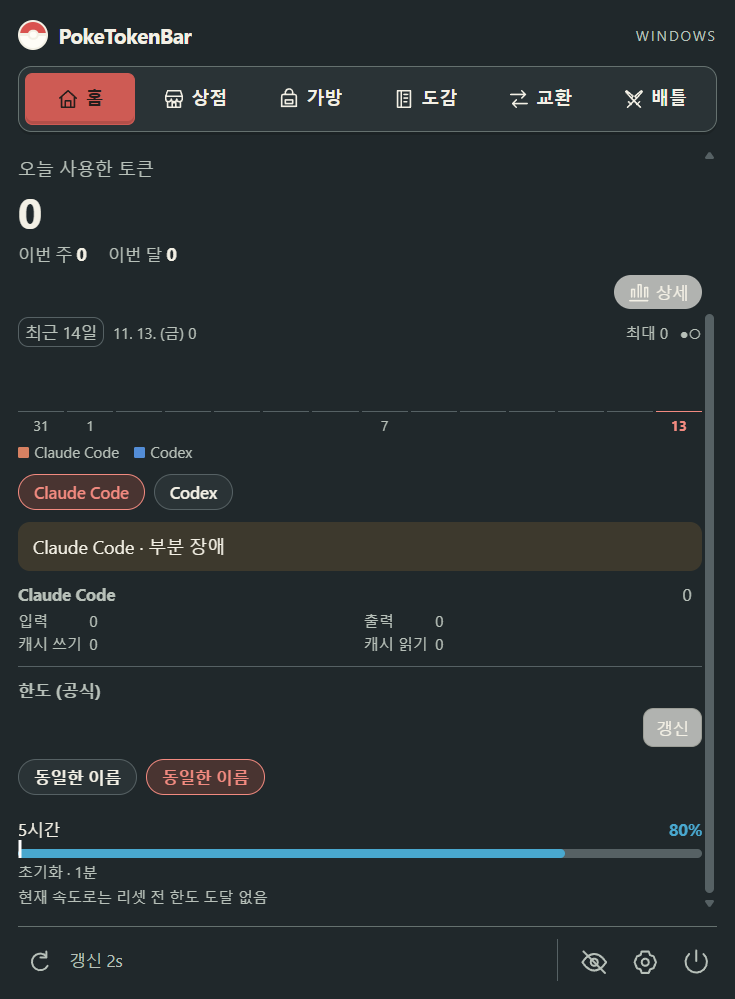 PokeTokenBar
WINDOWS
홈 상점 가방 도감 교환 배틀
오늘 사용한 토큰
0
이번 주 0 이번 달 0
상세
최근 14일 11. 13. (금) 0 최대 0
31 1 7 13
Claude Code Codex
Claude Code Codex
Claude Code · 부분 장애
Claude Code 0
입력 0 출력 0
캐시 쓰기 0 캐시 읽기 0
한도 (공식)
갱신
동일한 이름 동일한 이름
5시간 80%
초기화 · 1분
현재 속도로는 리셋 전 한도 도달 없음
갱신 2s